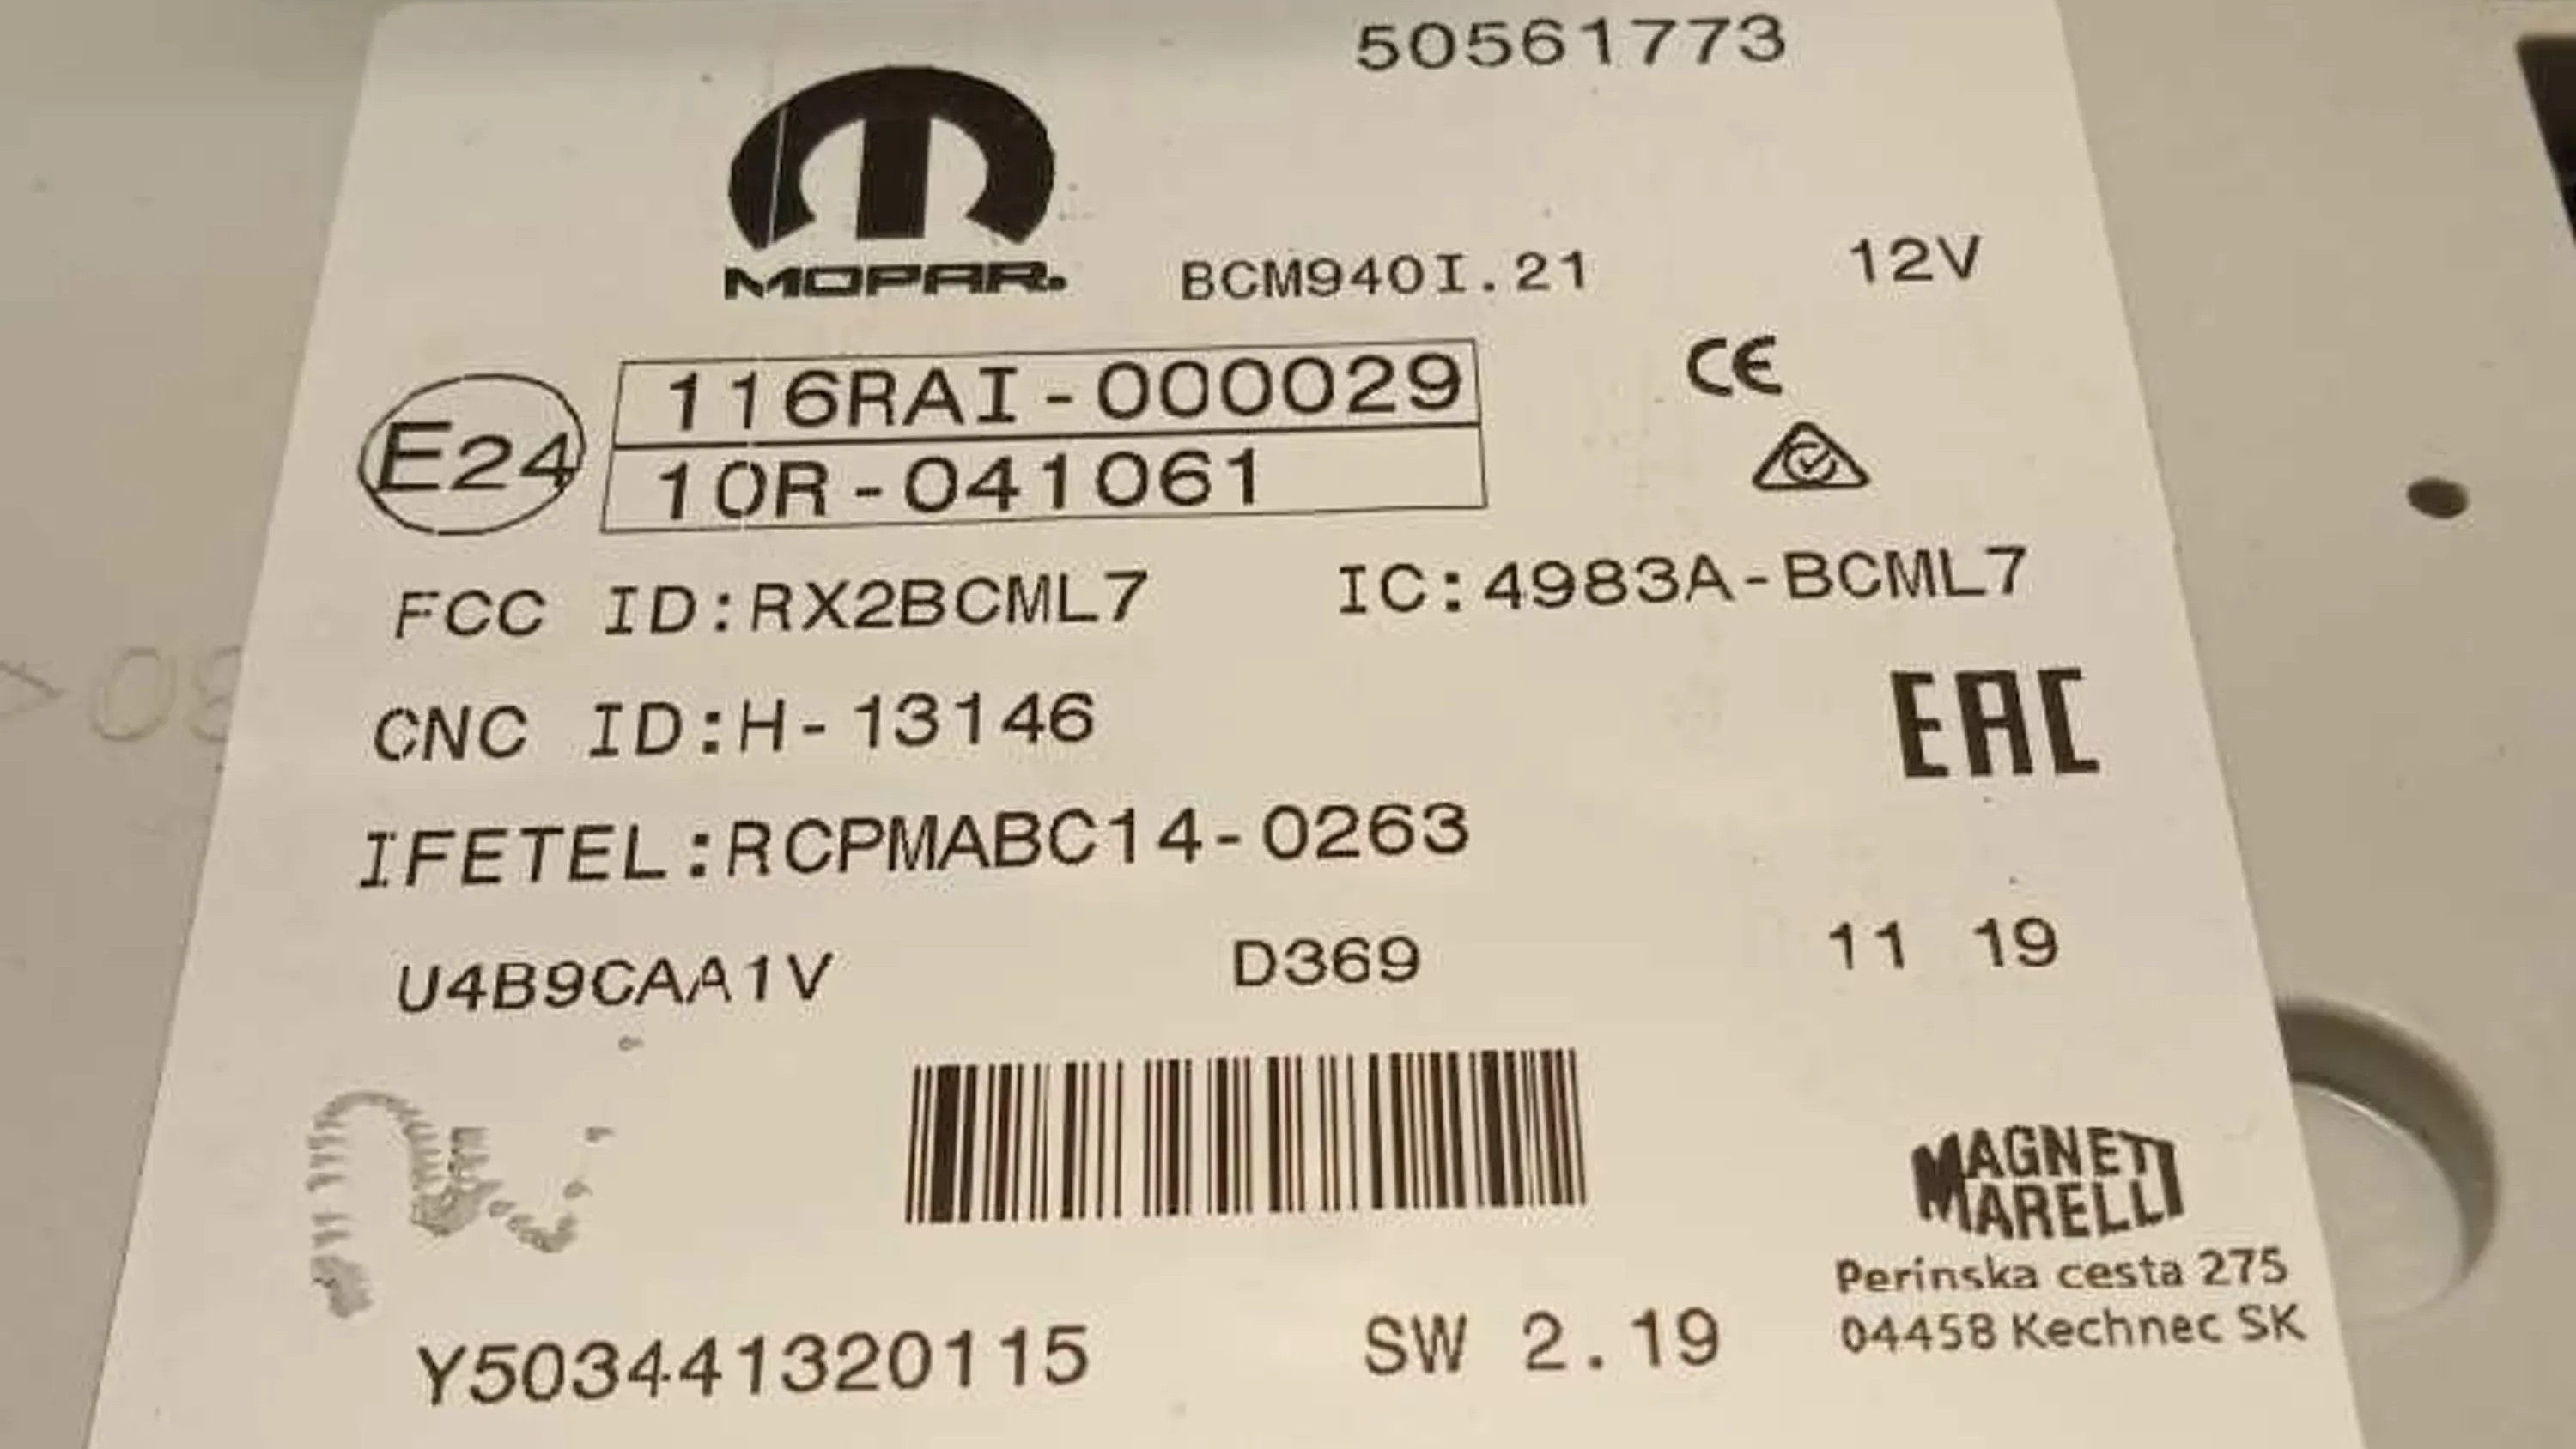 50561773
MOPAR.
BCM940I.21 12V
CE
E24
116RAI-000029
10R-041061
FCC ID:RX2BCML7 IC:4983A-BCML7
CNC ID:H-13146
EAC
IFETEL:RCPMABC14-0263
U4B9CAA1V D369 11 19
MAGNETI
MARELLI
Perinska cesta 275
04458 Kechnec SK
Y503441320115 SW 2.19